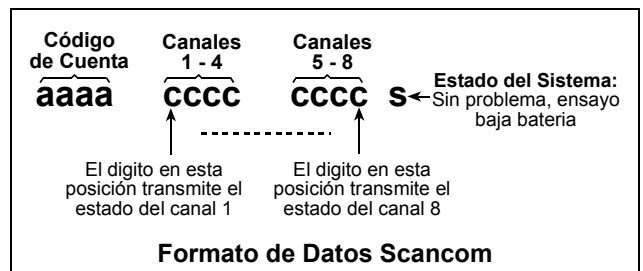 Código de Cuenta
Canales 1 - 4
Canales 5 - 8
aaaa cccc cccc s
Estado del Sistema:
Sin problema, ensayo
baja bateria
El digito en esta
posición transmite el
estado del canal 1
El digito en esta
posición transmite el
estado del canal 8
Formato de Datos Scancom